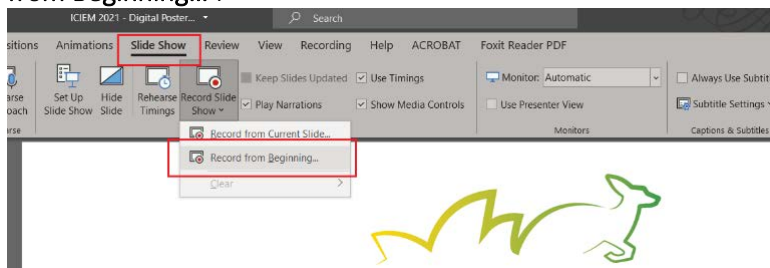 from Beginning...".
ICIEM 2021 - Digital Poster... Search
sitions Animations Slide Show Review View Recording Help ACROBAT Foxit Reader PDF
Keep Slides Updated Use Timings Monitor: Automatic Always Use Subtit
arse Set Up Hide Rehearse Record Slide
oach Slide Show Slide Timings Show Play Narrations Show Media Controls Use Presenter View Subtitle Settings
arse Monitors Captions & Subtitles
Record from Current Slide...
Record from Beginning...
Clear